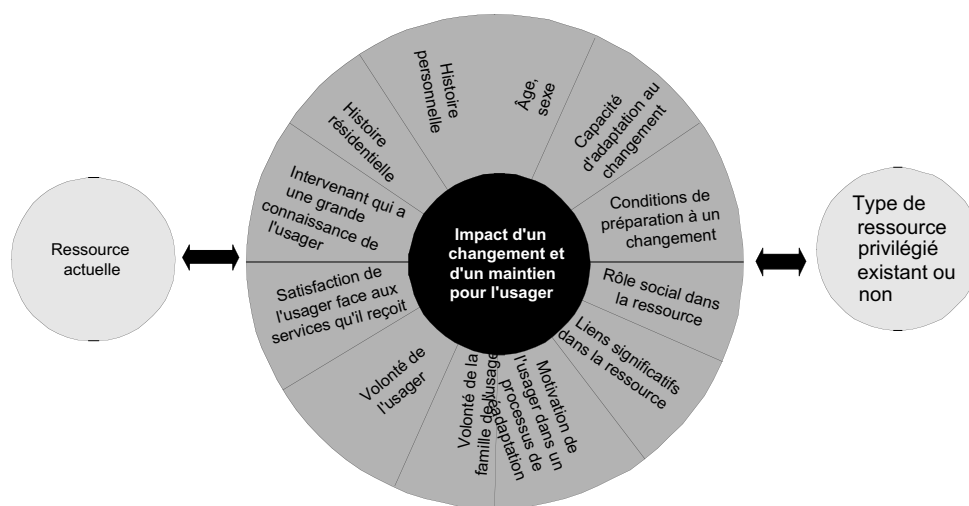 Histoire
personnelle
Âge,
sexe
Capacité
d'adaptation au
changement
Conditions de
préparation à un
changement
Rôle social dans
la ressource
Liens significatifs
dans la ressource
Motivation de
l'usager dans un
processus de
réadaptation
Volonté de la
famille de l'usager
Volonté de
l'usager
Satisfaction de
l'usager face aux
services qu'il reçoit
Intervenant qui a
une grande
connaissance de
l'usager
Histoire
résidentielle
Impact d'un
changement et
d'un maintien
pour l'usager
Ressource
actuelle
Type de
ressource
privilégié
existant ou
non